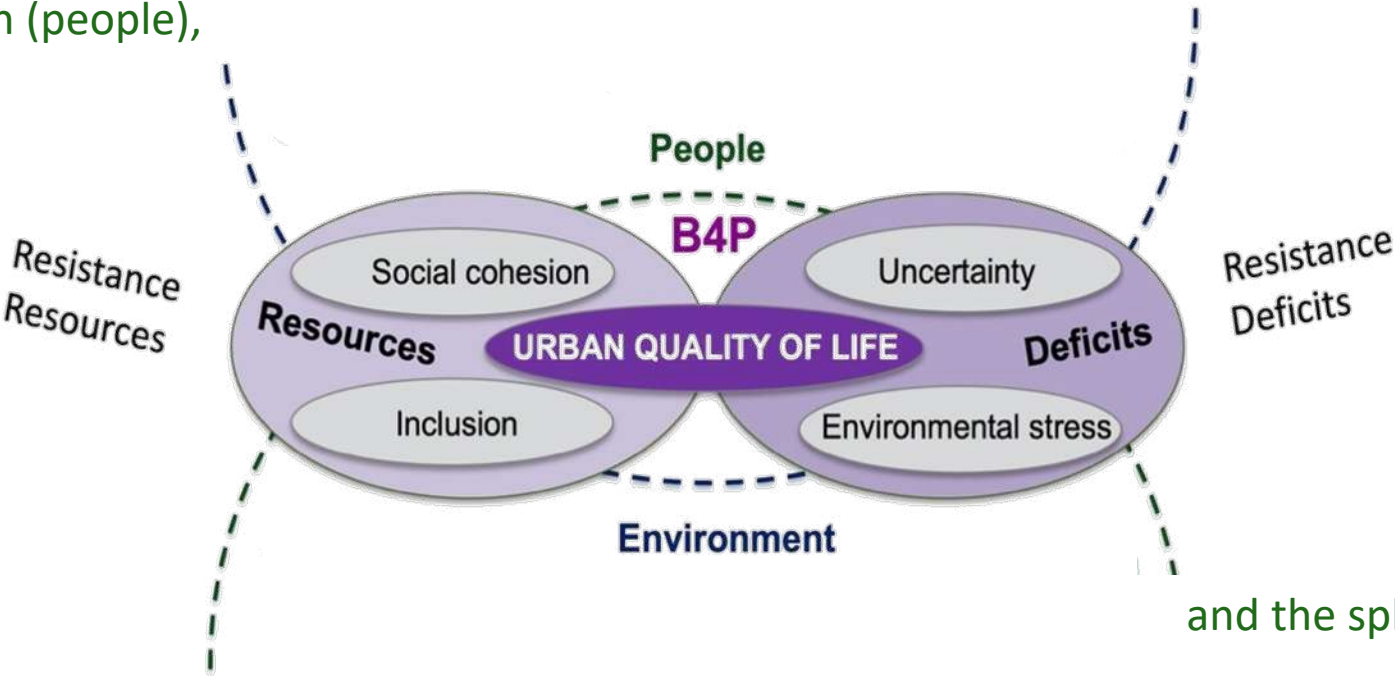 (people),
People
B4P
Resistance
Resources
Social cohesion
Resources
Inclusion
URBAN QUALITY OF LIFE
Uncertainty
Deficits
Environmental stress
Resistance
Deficits
Environment
and the